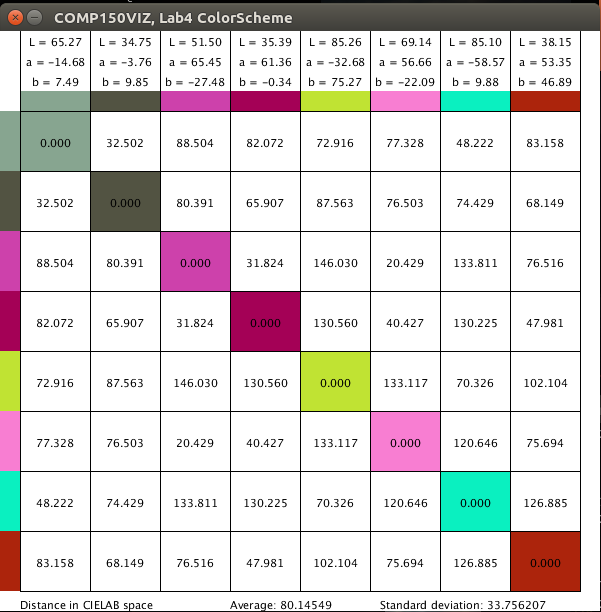 COMP150VIZ, Lab4 ColorScheme
L = 65.27 L = 34.75 L = 51.50 L = 35.39 L = 85.26 L = 69.14 L = 85.10 L = 38.15
a = -14.68 a = -3.76 a = 65.45 a = 61.36 a = -32.68 a = 56.66 a = -58.57 a = 53.35
b = 7.49 b = 9.85 b = -27.48 b = -0.34 b = 75.27 b = -22.09 b = 9.88 b = 46.89
0.000 32.502 88.504 82.072 72.916 77.328 48.222 83.158
32.502 0.000 80.391 65.907 87.563 76.503 74.429 68.149
88.504 80.391 0.000 31.824 146.030 20.429 133.811 76.516
82.072 65.907 31.824 0.000 130.560 40.427 130.225 47.981
72.916 87.563 146.030 130.560 0.000 133.117 70.326 102.104
77.328 76.503 20.429 40.427 133.117 0.000 120.646 75.694
48.222 74.429 133.811 130.225 70.326 120.646 0.000 126.885
83.158 68.149 76.516 47.981 102.104 75.694 126.885 0.000
Distance in CIELAB space Average: 80.14549 Standard deviation: 33.756207